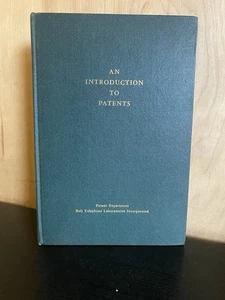 AN
INTRODUCTION
TO
PATENTS
Patent Department
Bell Telephone Laboratories Incorporated